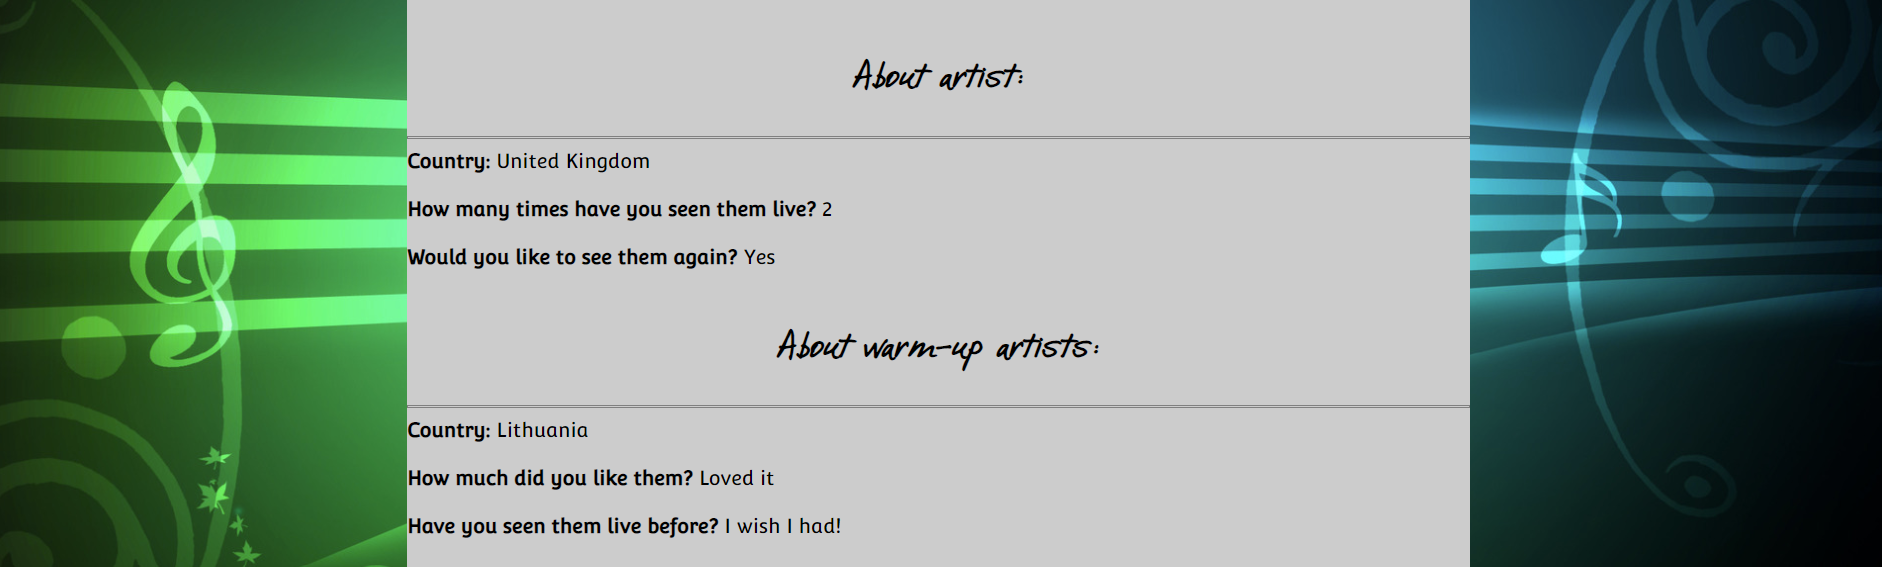 About artist:
Country: United Kingdom
How many times have you seen them live? 2
Would you like to see them again? Yes
About warm-up artists:
Country: Lithuania
How much did you like them? Loved it
Have you seen them live before? I wish I had!